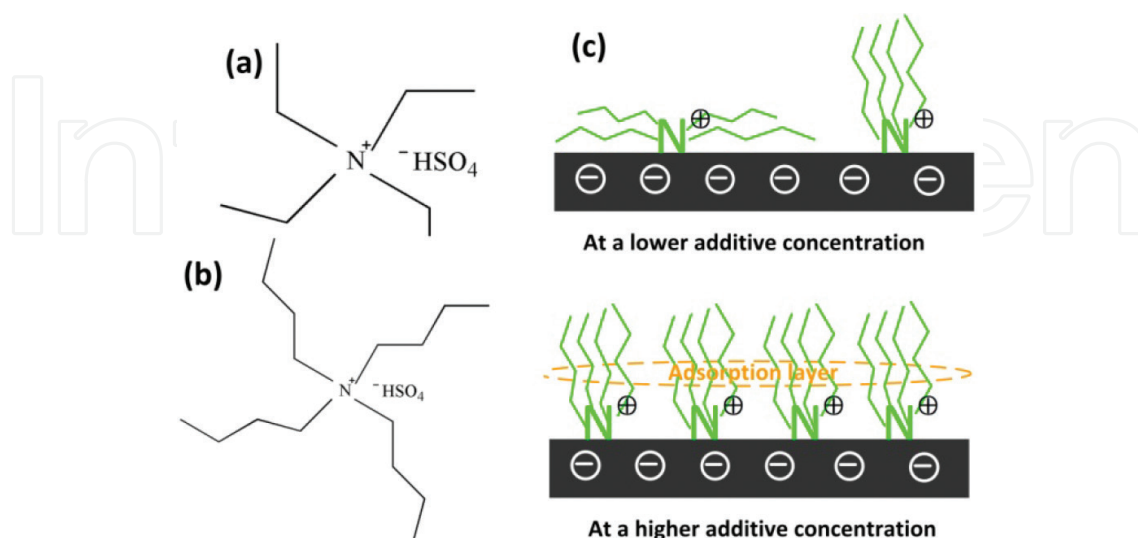 (a)
N+ -HSO4
(b)
N+ -HSO4
(c)
N ⊕ N ⊕
⊖ ⊖ ⊖ ⊖ ⊖ ⊖
At a lower additive concentration
Adsorption layer
N ⊕ N ⊕ N ⊕ N ⊕
⊖ ⊖ ⊖ ⊖ ⊖ ⊖
At a higher additive concentration